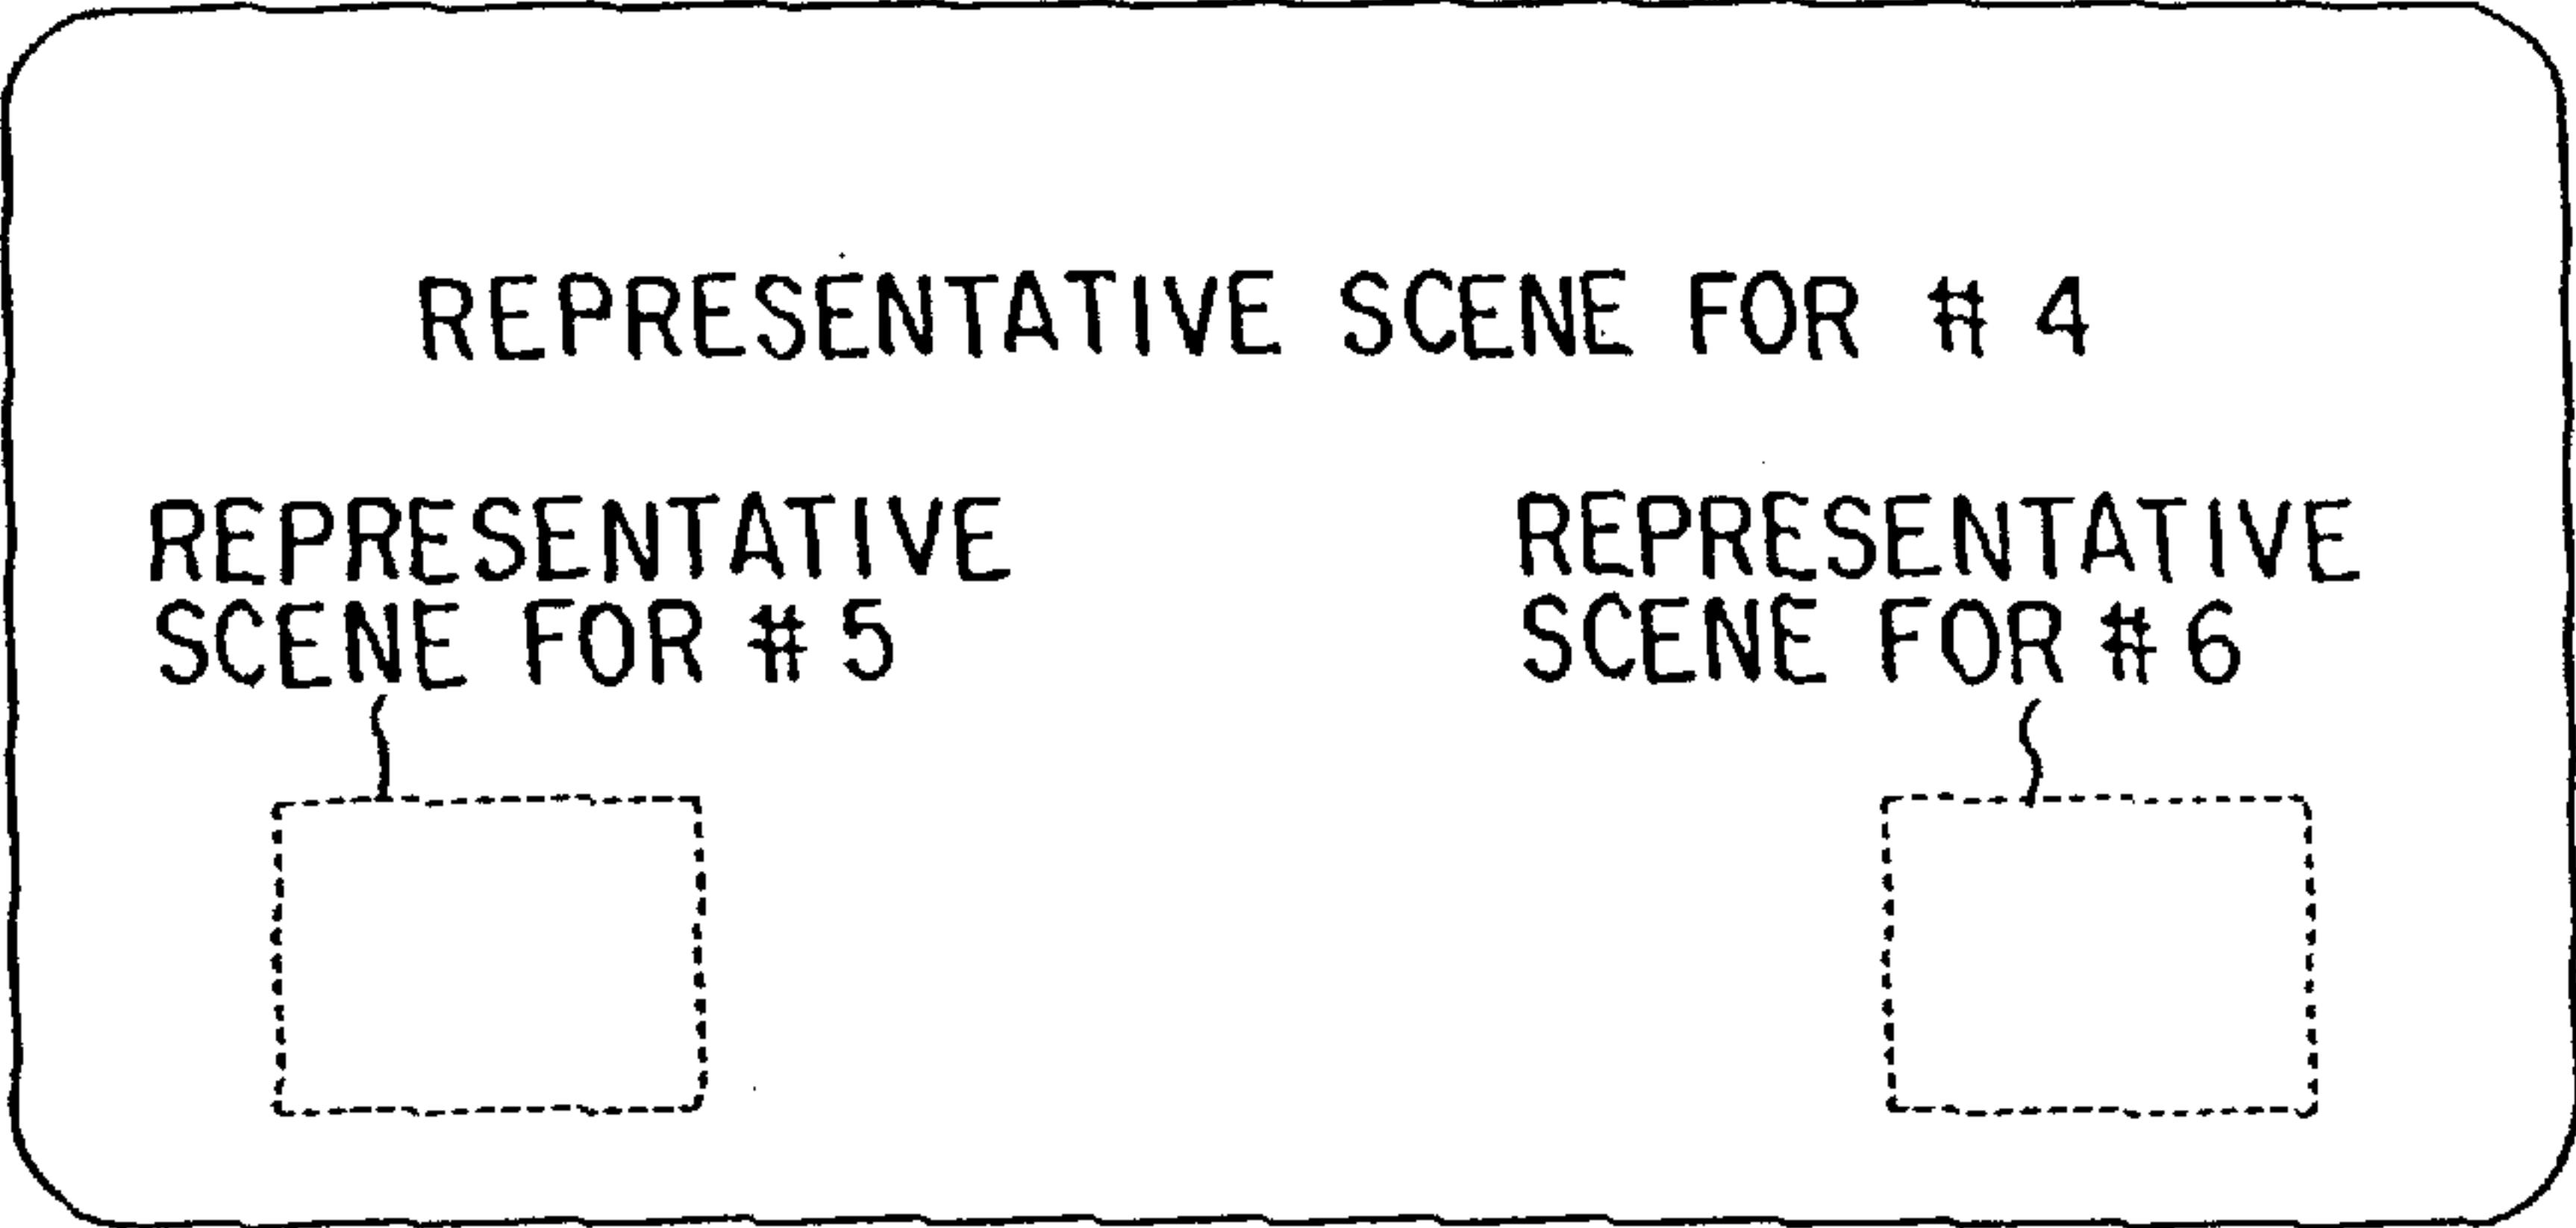 REPRESENTATIVE SCENE FOR # 4
REPRESENTATIVE
SCENE FOR # 5
REPRESENTATIVE
SCENE FOR # 6